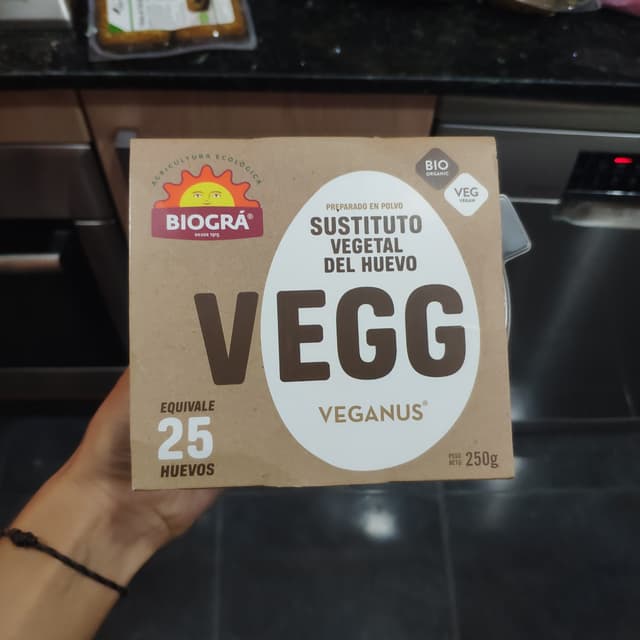 AGRICULTURA ECOLÓGICA
BIOGRÁ®
DESDE 1975
BIO
ORGANIC
VEG
VEGAN
PREPARADO EN POLVO
SUSTITUTO
VEGETAL
DEL HUEVO
VEGG
VEGANUS®
EQUIVALE
25
HUEVOS
PESO
NETO: 250g